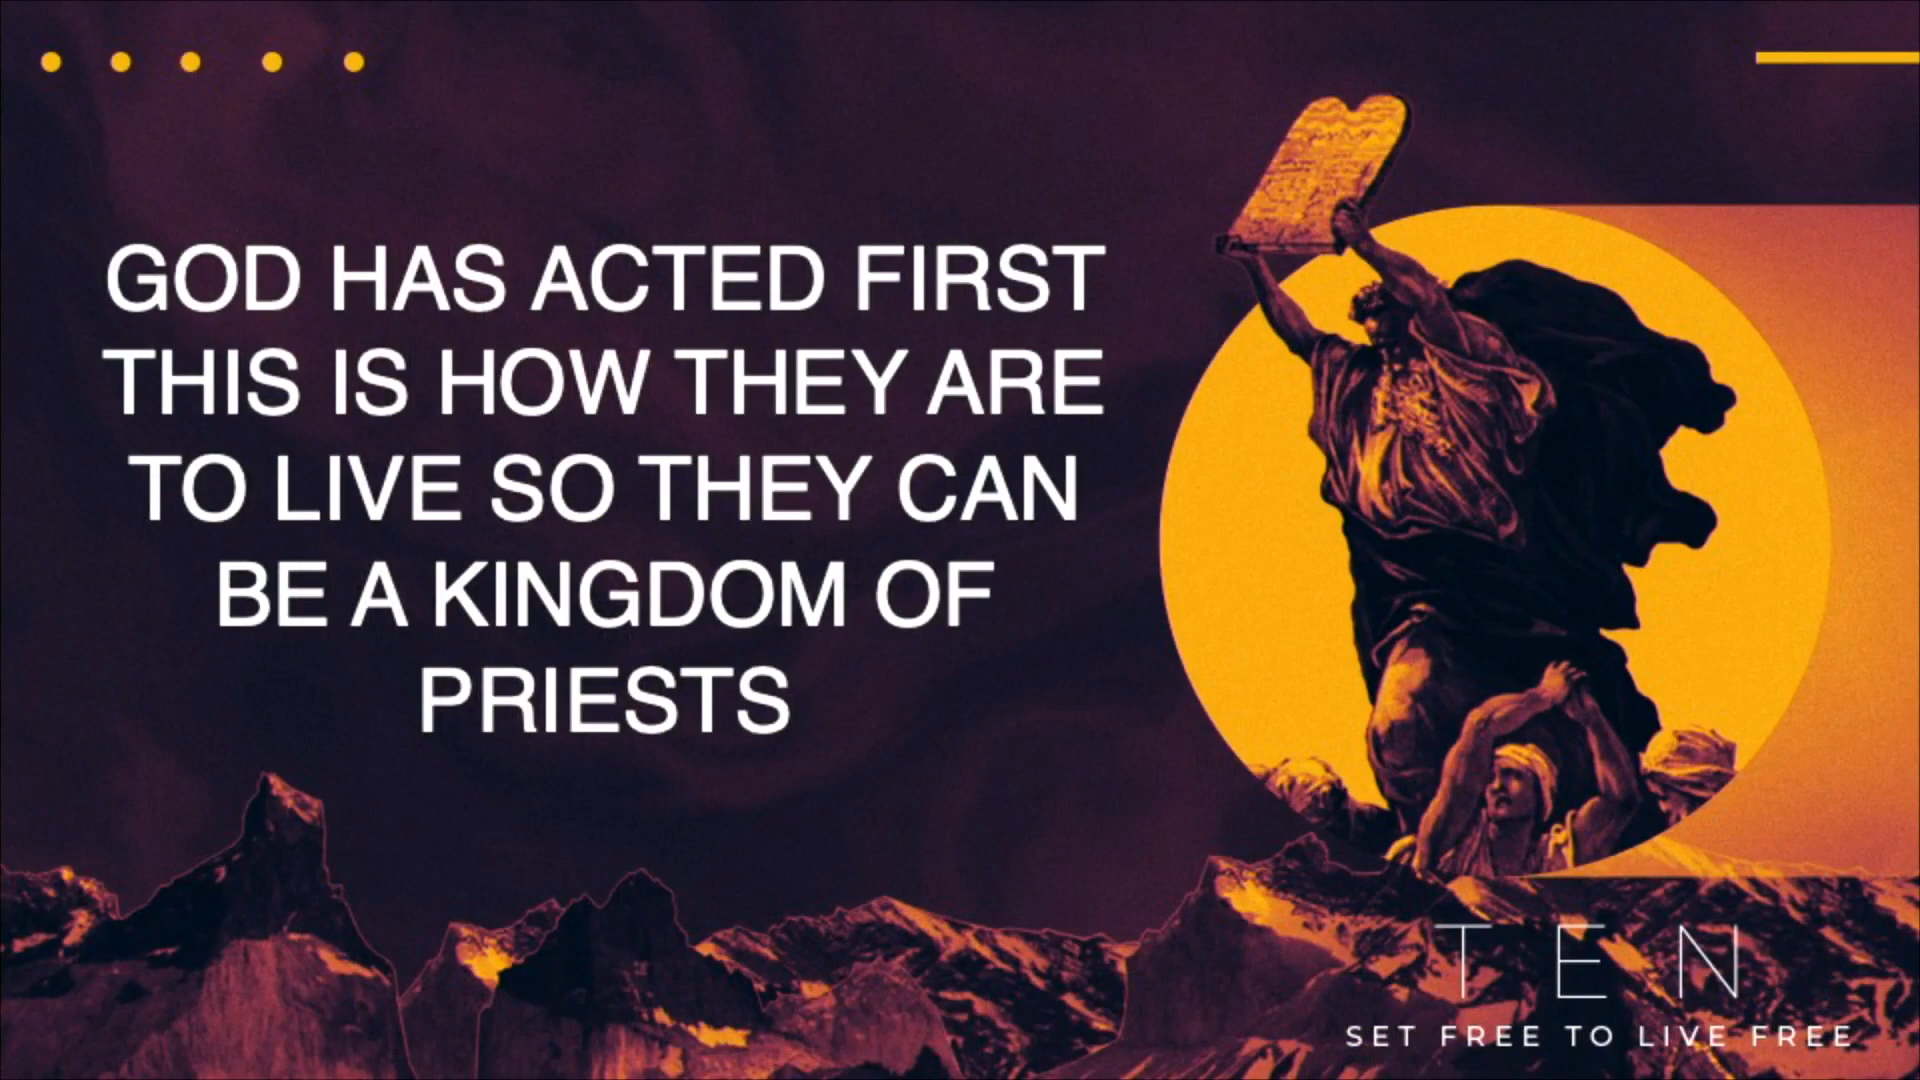 GOD HAS ACTED FIRST
THIS IS HOW THEY ARE
TO LIVE SO THEY CAN
BE A KINGDOM OF
PRIESTS
TEN
SET FREE TO LIVE FREE